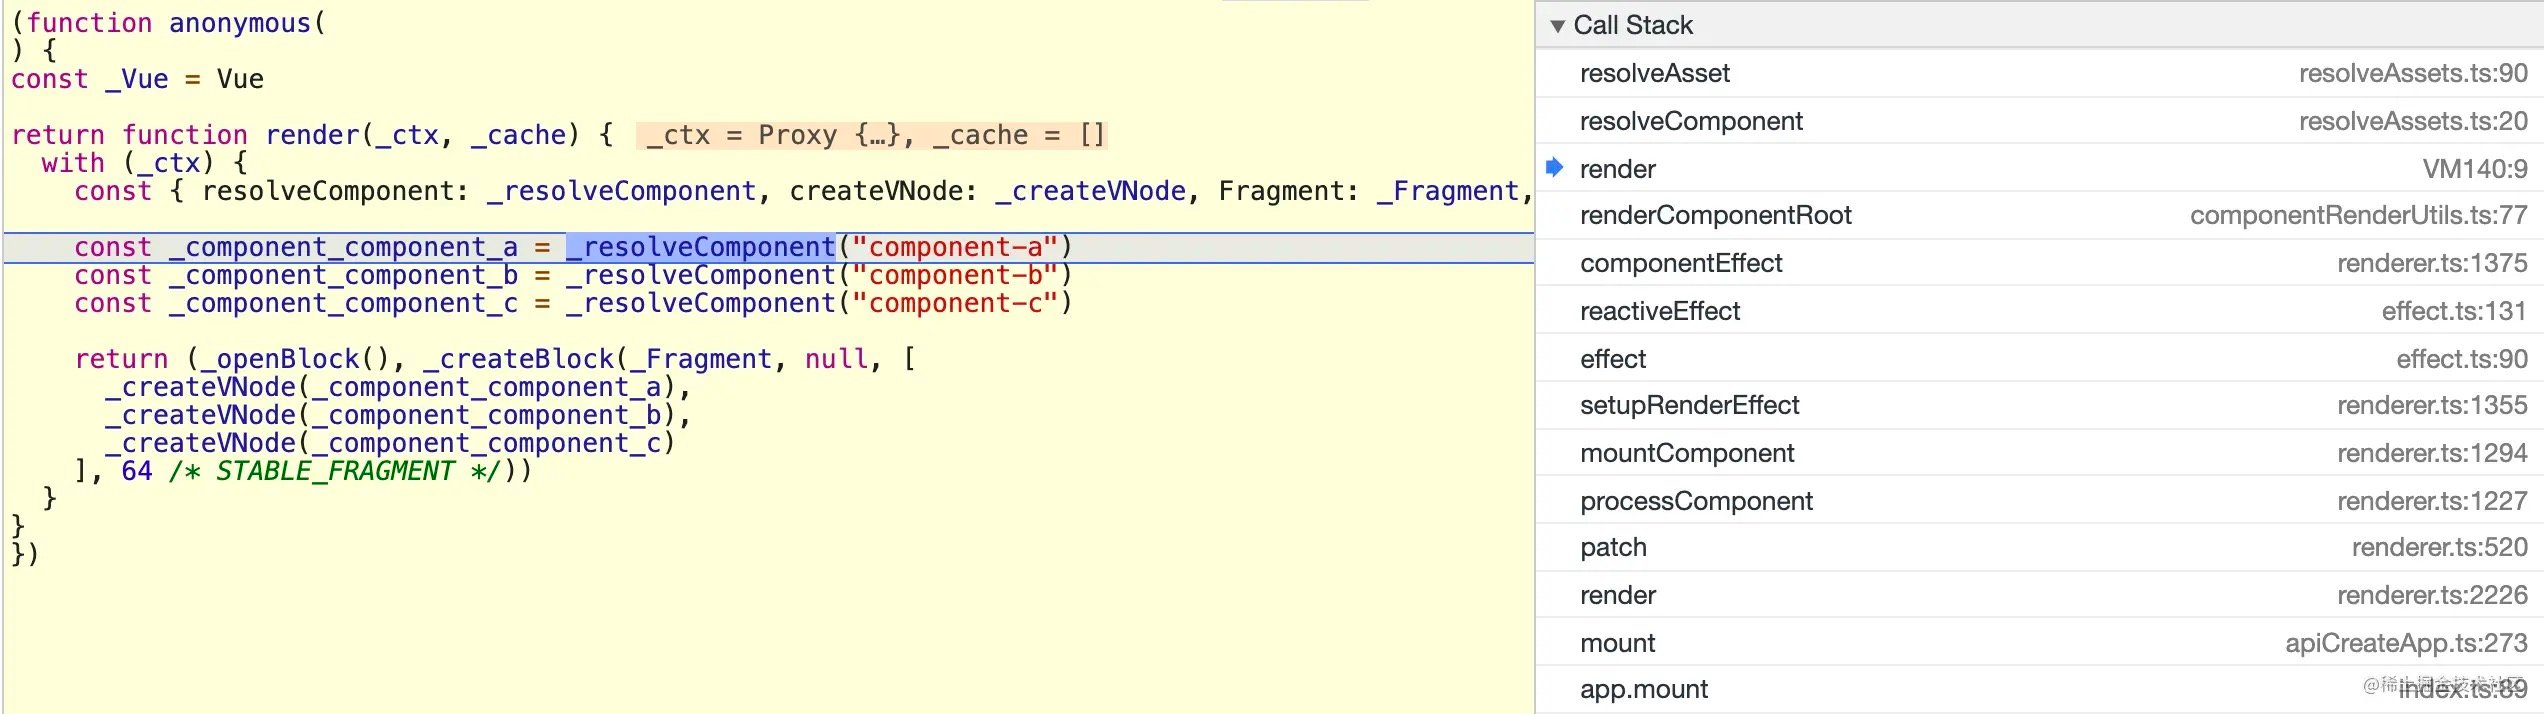 (function anonymous(
) {
const _Vue = Vue
return function render(_ctx, _cache) { _ctx = Proxy {…}, _cache = []
  with (_ctx) {
    const { resolveComponent: _resolveComponent, createVNode: _createVNode, Fragment: _Fragment,
    const _component_component_a = _resolveComponent("component-a")
    const _component_component_b = _resolveComponent("component-b")
    const _component_component_c = _resolveComponent("component-c")
    return (_openBlock(), _createBlock(_Fragment, null, [
      _createVNode(_component_component_a),
      _createVNode(_component_component_b),
      _createVNode(_component_component_c)
    ], 64 /* STABLE_FRAGMENT */))
  }
}
})
Call Stack
resolveAsset resolveAssets.ts:90
resolveComponent resolveAssets.ts:20
render VM140:9
renderComponentRoot componentRenderUtils.ts:77
componentEffect renderer.ts:1375
reactiveEffect effect.ts:131
effect effect.ts:90
setupRenderEffect renderer.ts:1355
mountComponent renderer.ts:1294
processComponent renderer.ts:1227
patch renderer.ts:520
render renderer.ts:2226
mount apiCreateApp.ts:273
app.mount index.ts:89
@稀土掘金技术社区